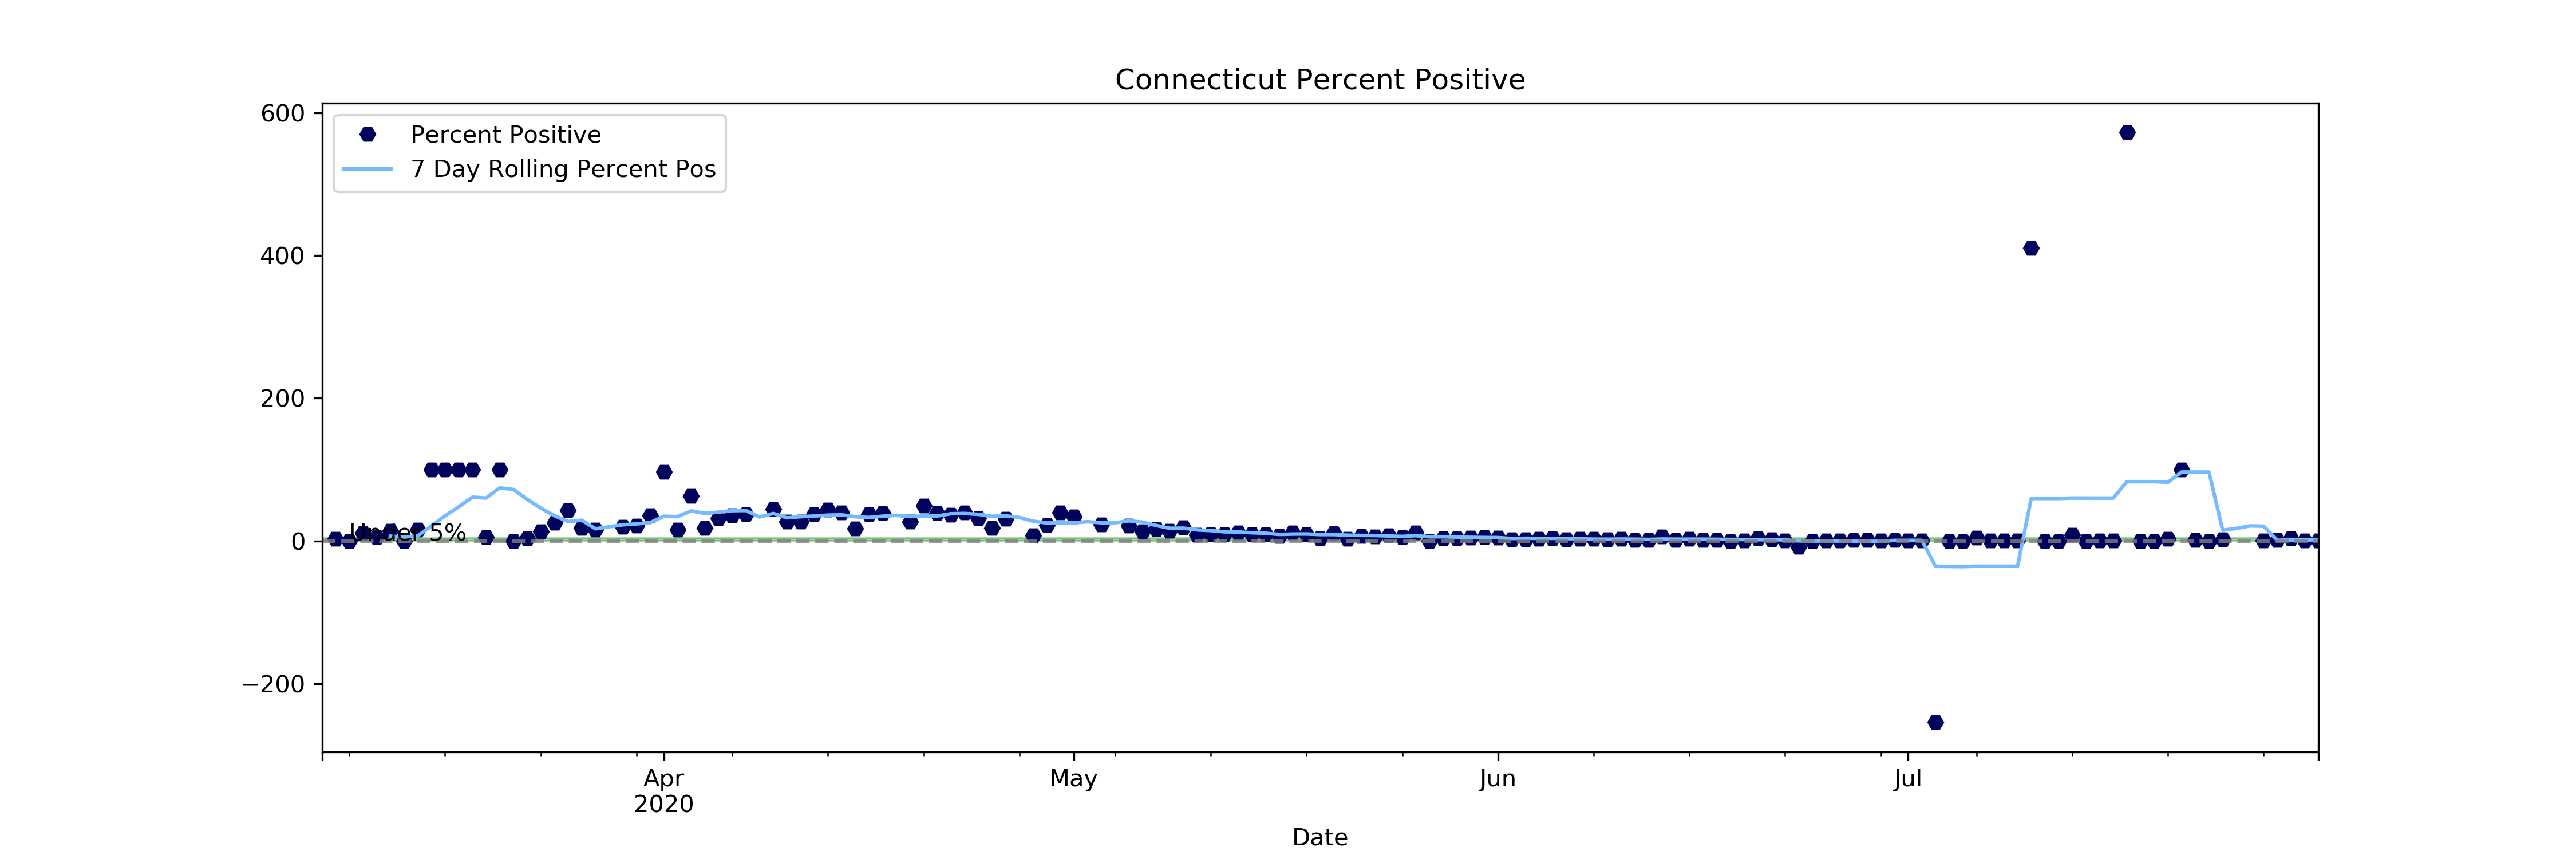 Connecticut Percent Positive
600
Percent Positive
7 Day Rolling Percent Pos
400
200
Under 5%
0
−200
Apr
2020
May
Jun
Jul
Date